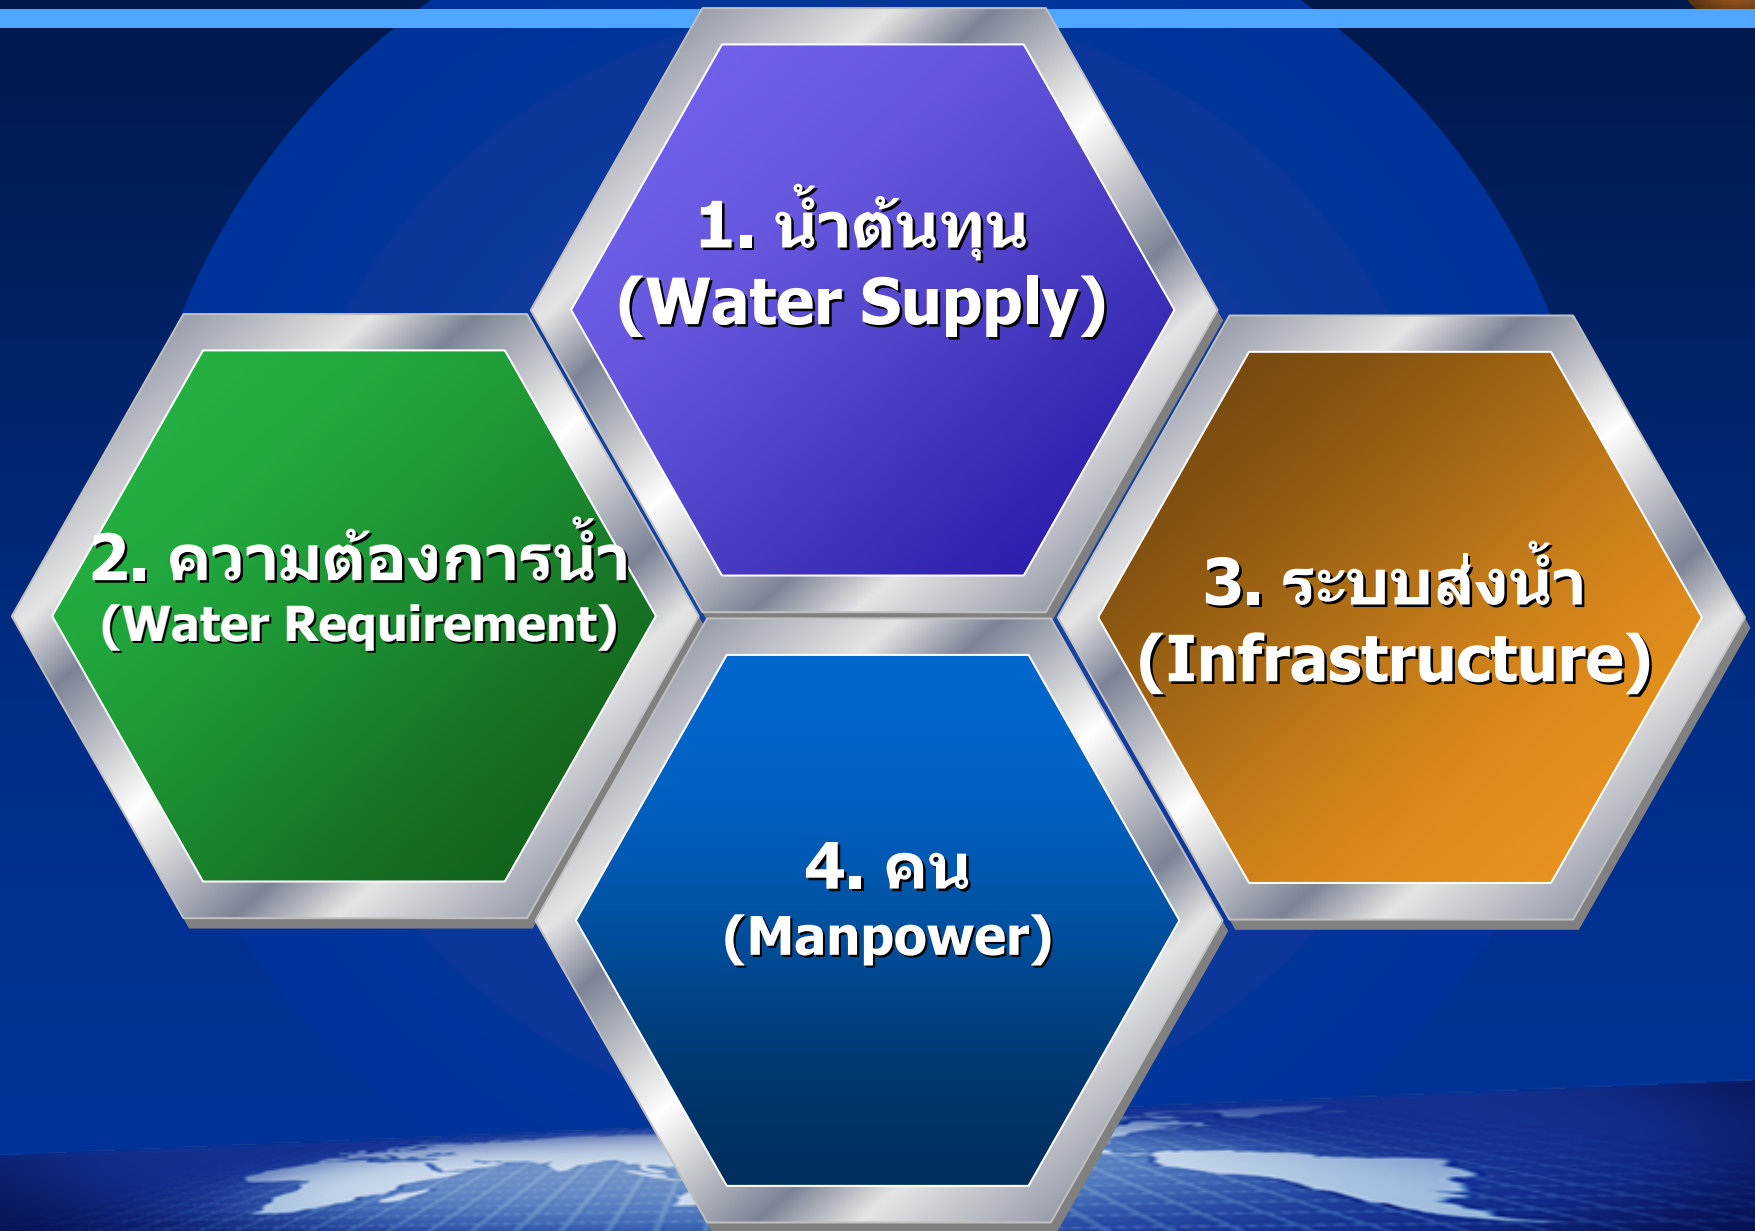 1. น้ำต้นทุน
(Water Supply)
2. ความต้องการน้ำ
(Water Requirement)
3. ระบบส่งน้ำ
(Infrastructure)
4. คน
(Manpower)